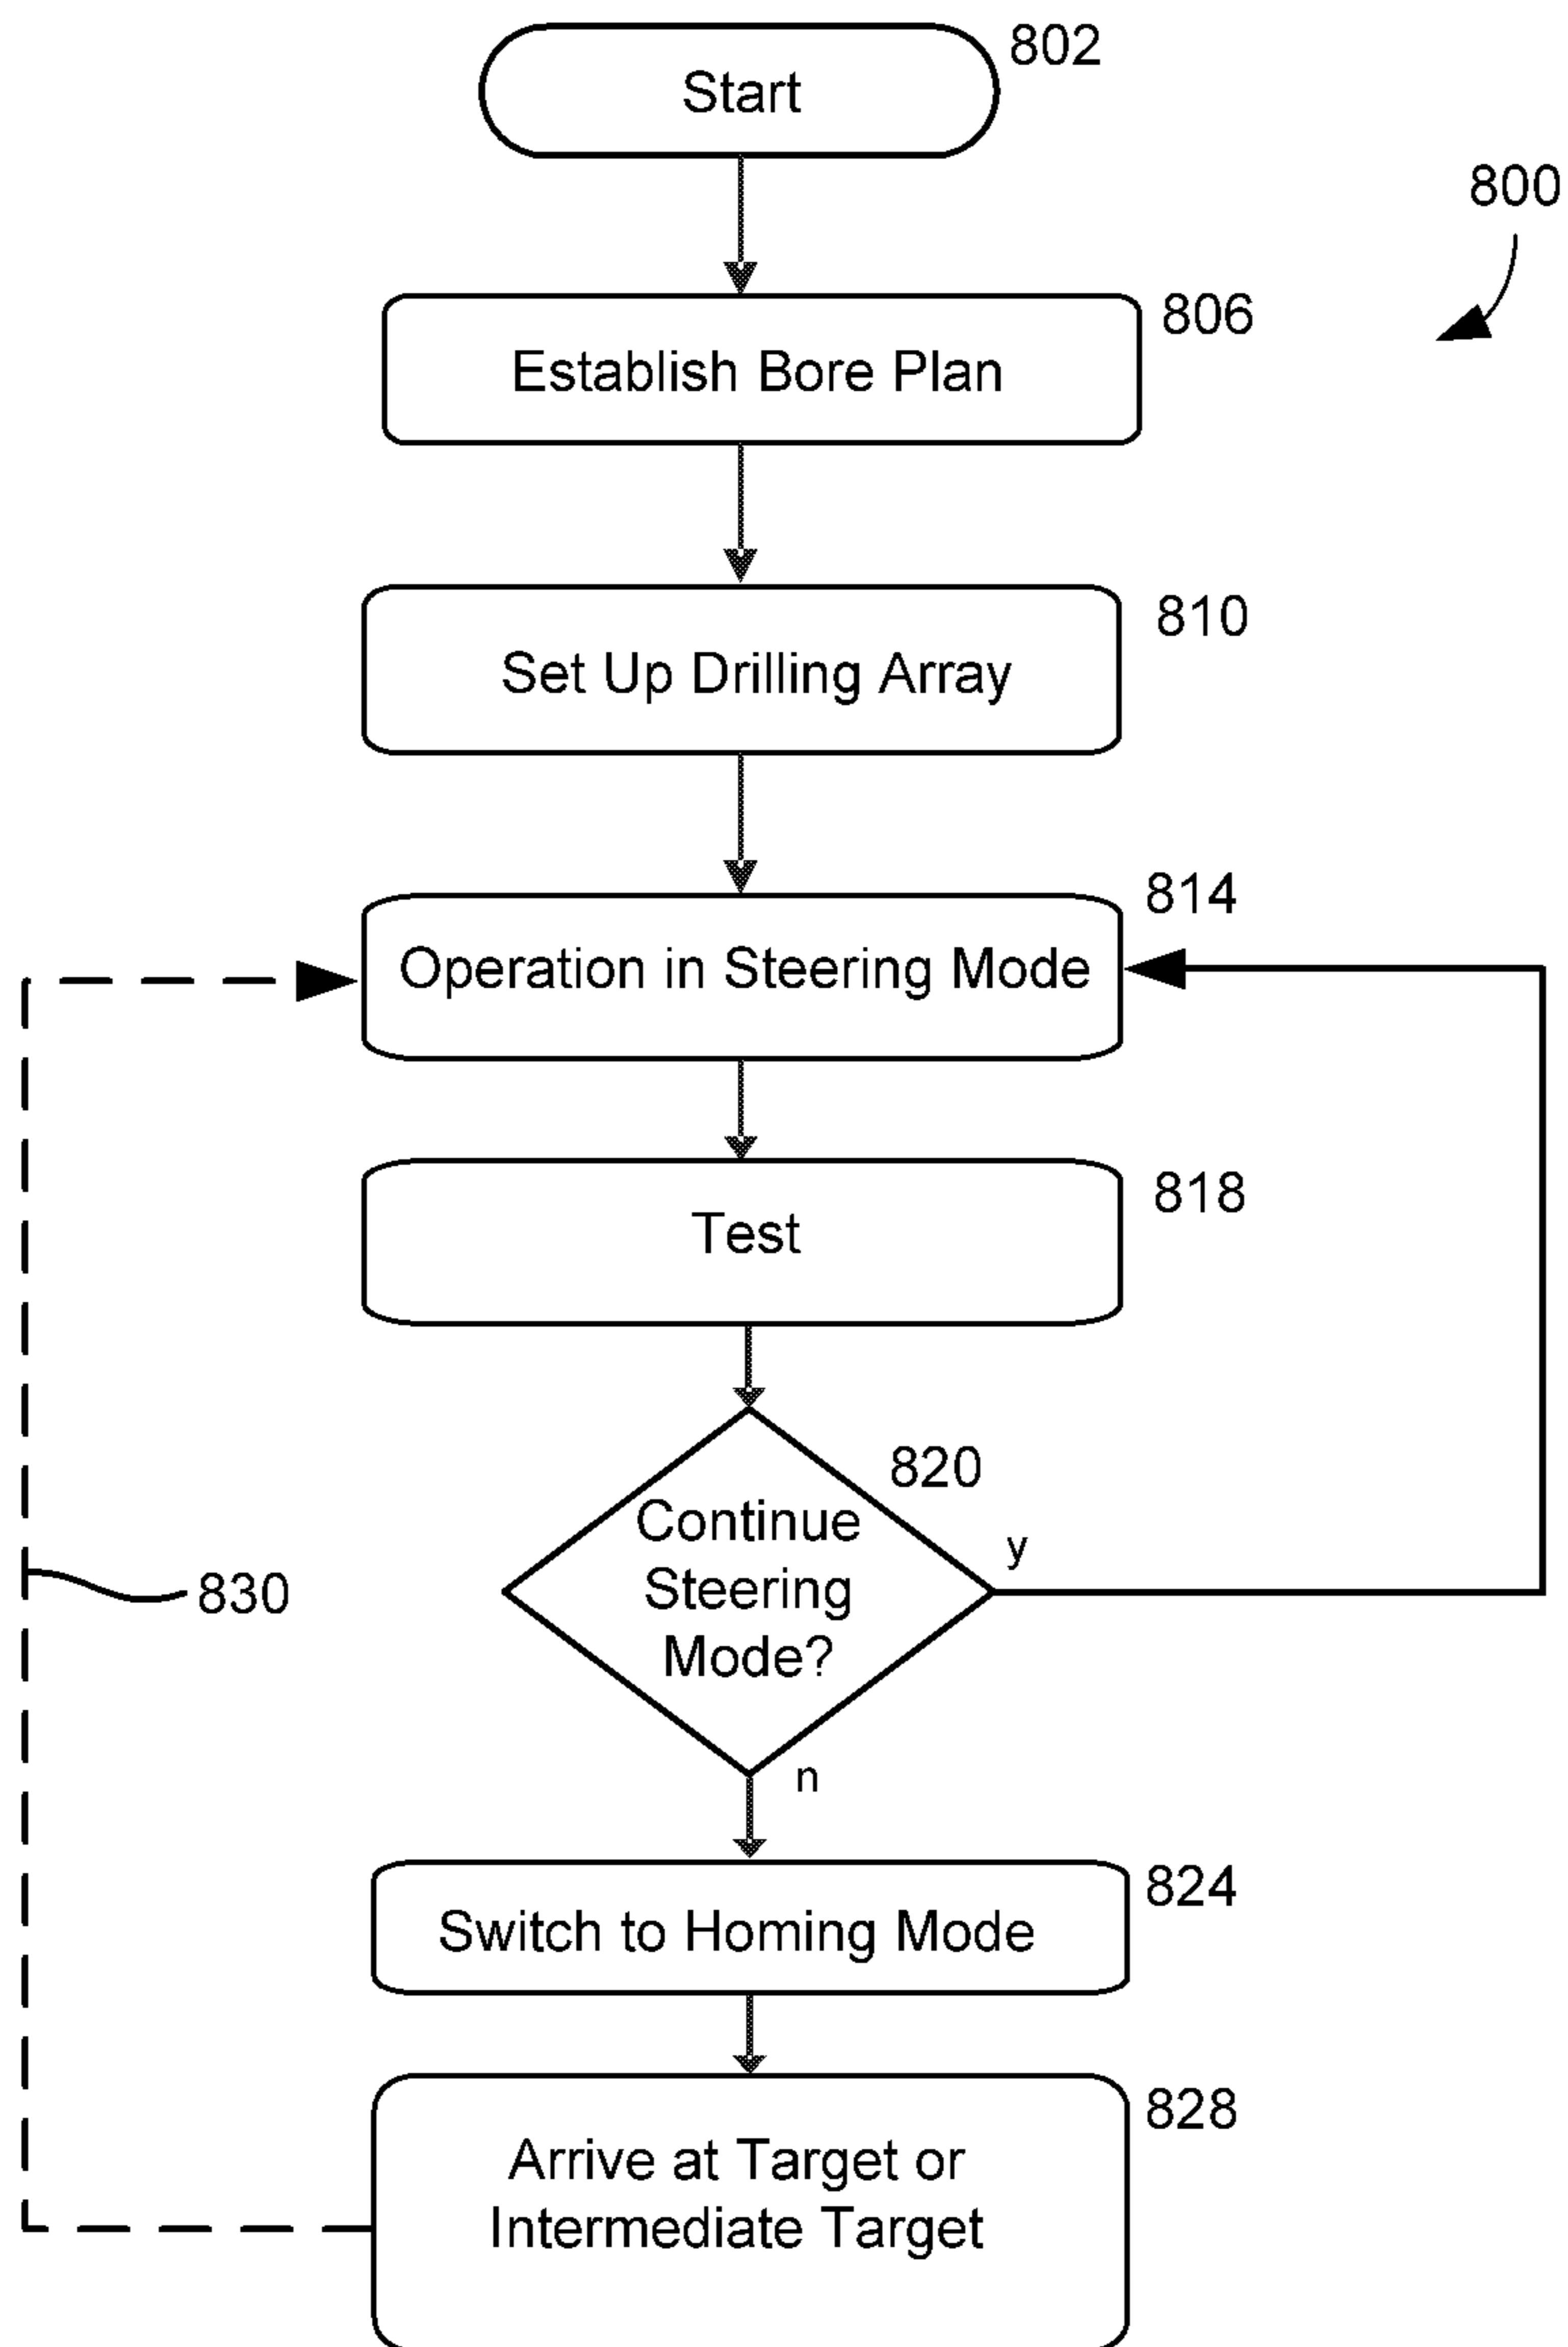 802
Start
800
806
Establish Bore Plan
810
Set Up Drilling Array
814
Operation in Steering Mode
818
Test
820
Continue
Steering
Mode?
y
830
n
824
Switch to Homing Mode
828
Arrive at Target or
Intermediate Target